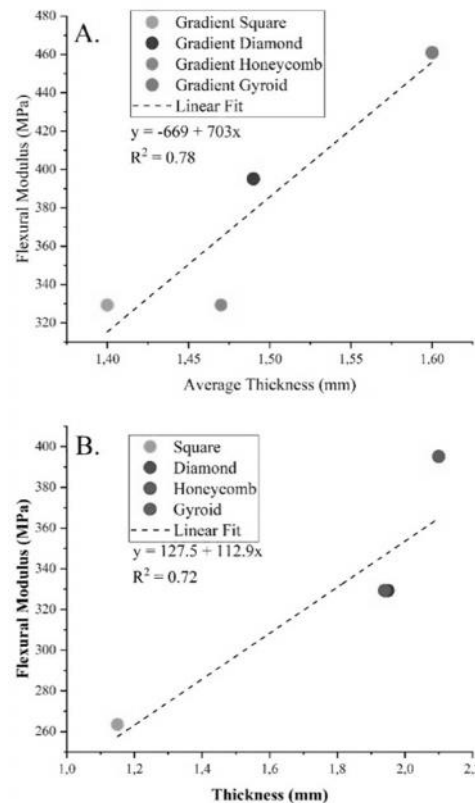 A.
Gradient Square
Gradient Diamond
Gradient Honeycomb
Gradient Gyroid
Linear Fit
y = -669 + 703x
R² = 0.78
Flexural Modulus (MPa)
480
460
440
420
400
380
360
340
320
1,40
1,45
1,50
1,55
1,60
Average Thickness (mm)
B.
Square
Diamond
Honeycomb
Gyroid
Linear Fit
y = 127.5 + 112.9x
R² = 0.72
Flexural Modulus (MPa)
400
380
360
340
320
300
280
260
1,0
1,2
1,4
1,6
1,8
2,0
2,2
Thickness (mm)